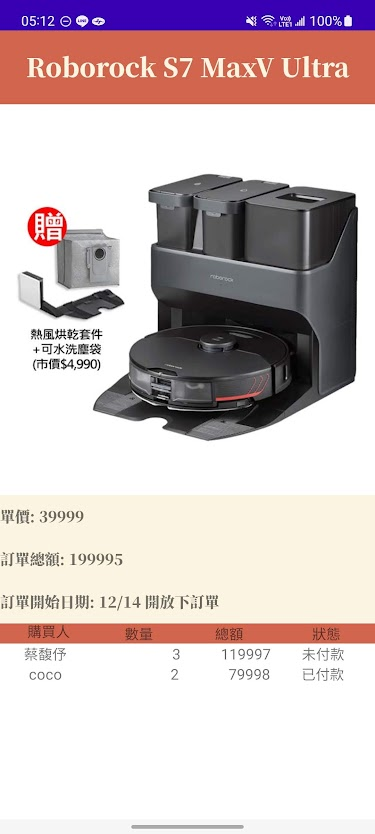 05:12
Vo)) LTE1 100%
Roborock S7 MaxV Ultra
贈
roborock
熱風烘乾套件
+可水洗塵袋
(市價$4,990)
單價: 39999
訂單總額: 199995
訂單開始日期: 12/14 開放下訂單
購買人 數量 總額 狀態
蔡馥伃 3 119997 未付款
coco 2 79998 已付款